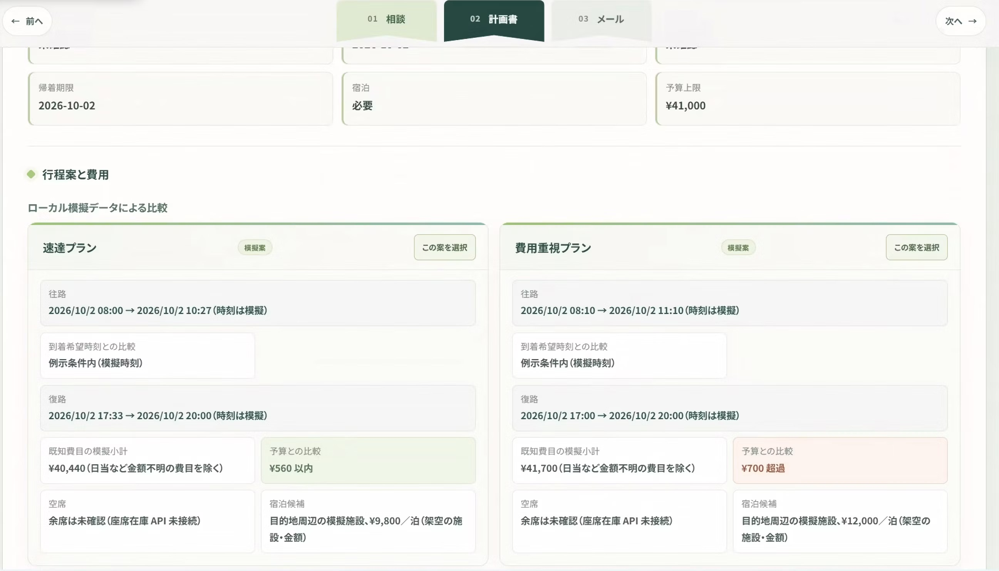 ← 前へ
01 相談
02 計画書
03 メール
次へ →
帰着期限
2026-10-02
宿泊
必要
予算上限
¥41,000
行程案と費用
ローカル模擬データによる比較
速達プラン
模擬案
この案を選択
往路
2026/10/2 08:00 → 2026/10/2 10:27（時刻は模擬）
到着希望時刻との比較
例示条件内（模擬時刻）
復路
2026/10/2 17:33 → 2026/10/2 20:00（時刻は模擬）
既知費目の模擬小計
¥40,440（日当など金額不明の費目を除く）
予算との比較
¥560 以内
空席
余席は未確認（座席在庫 API 未接続）
宿泊候補
目的地周辺の模擬施設、¥9,800／泊（架空の施
設・金額）
費用重視プラン
模擬案
この案を選択
往路
2026/10/2 08:10 → 2026/10/2 11:10（時刻は模擬）
到着希望時刻との比較
例示条件内（模擬時刻）
復路
2026/10/2 17:00 → 2026/10/2 20:00（時刻は模擬）
既知費目の模擬小計
¥41,700（日当など金額不明の費目を除く）
予算との比較
¥700 超過
空席
余席は未確認（座席在庫 API 未接続）
宿泊候補
目的地周辺の模擬施設、¥12,000／泊（架空の
施設・金額）